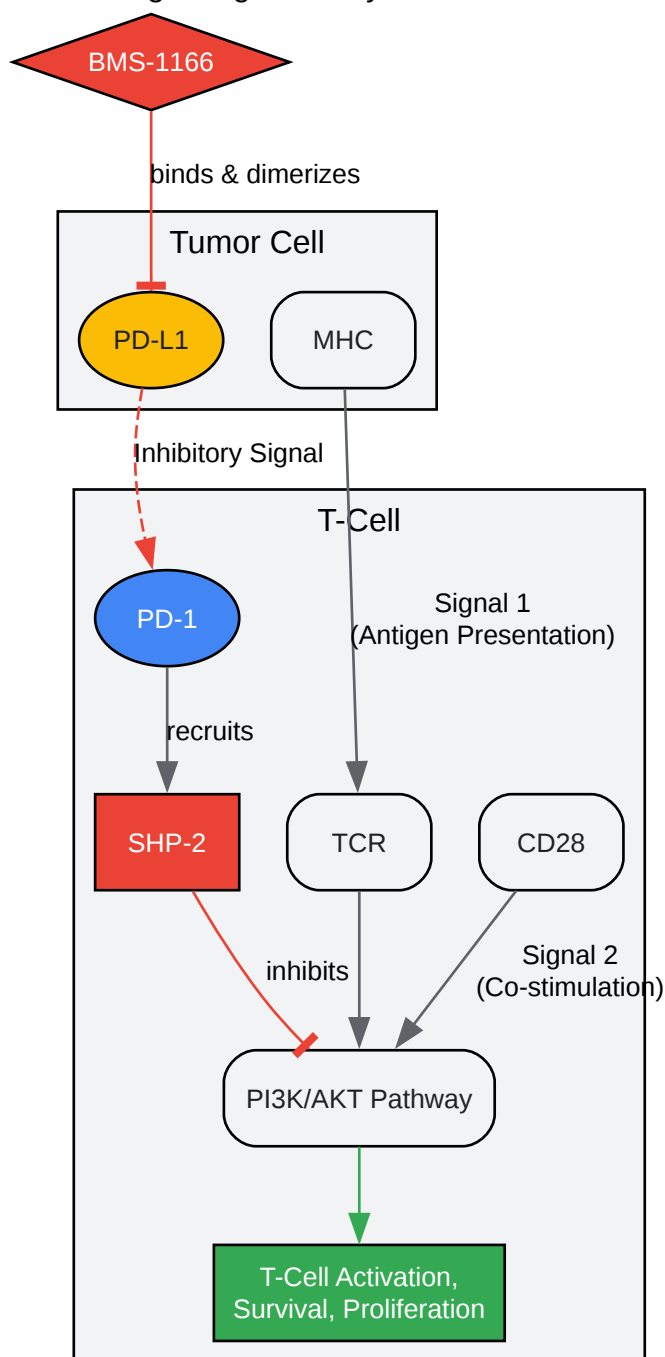 BMS-1166
binds & dimerizes
Tumor Cell
PD-L1
MHC
Inhibitory Signal
T-Cell
PD-1
Signal 1
(Antigen Presentation)
recruits
SHP-2
TCR
CD28
inhibits
Signal 2
(Co-stimulation)
PI3K/AKT Pathway
T-Cell Activation,
Survival, Proliferation